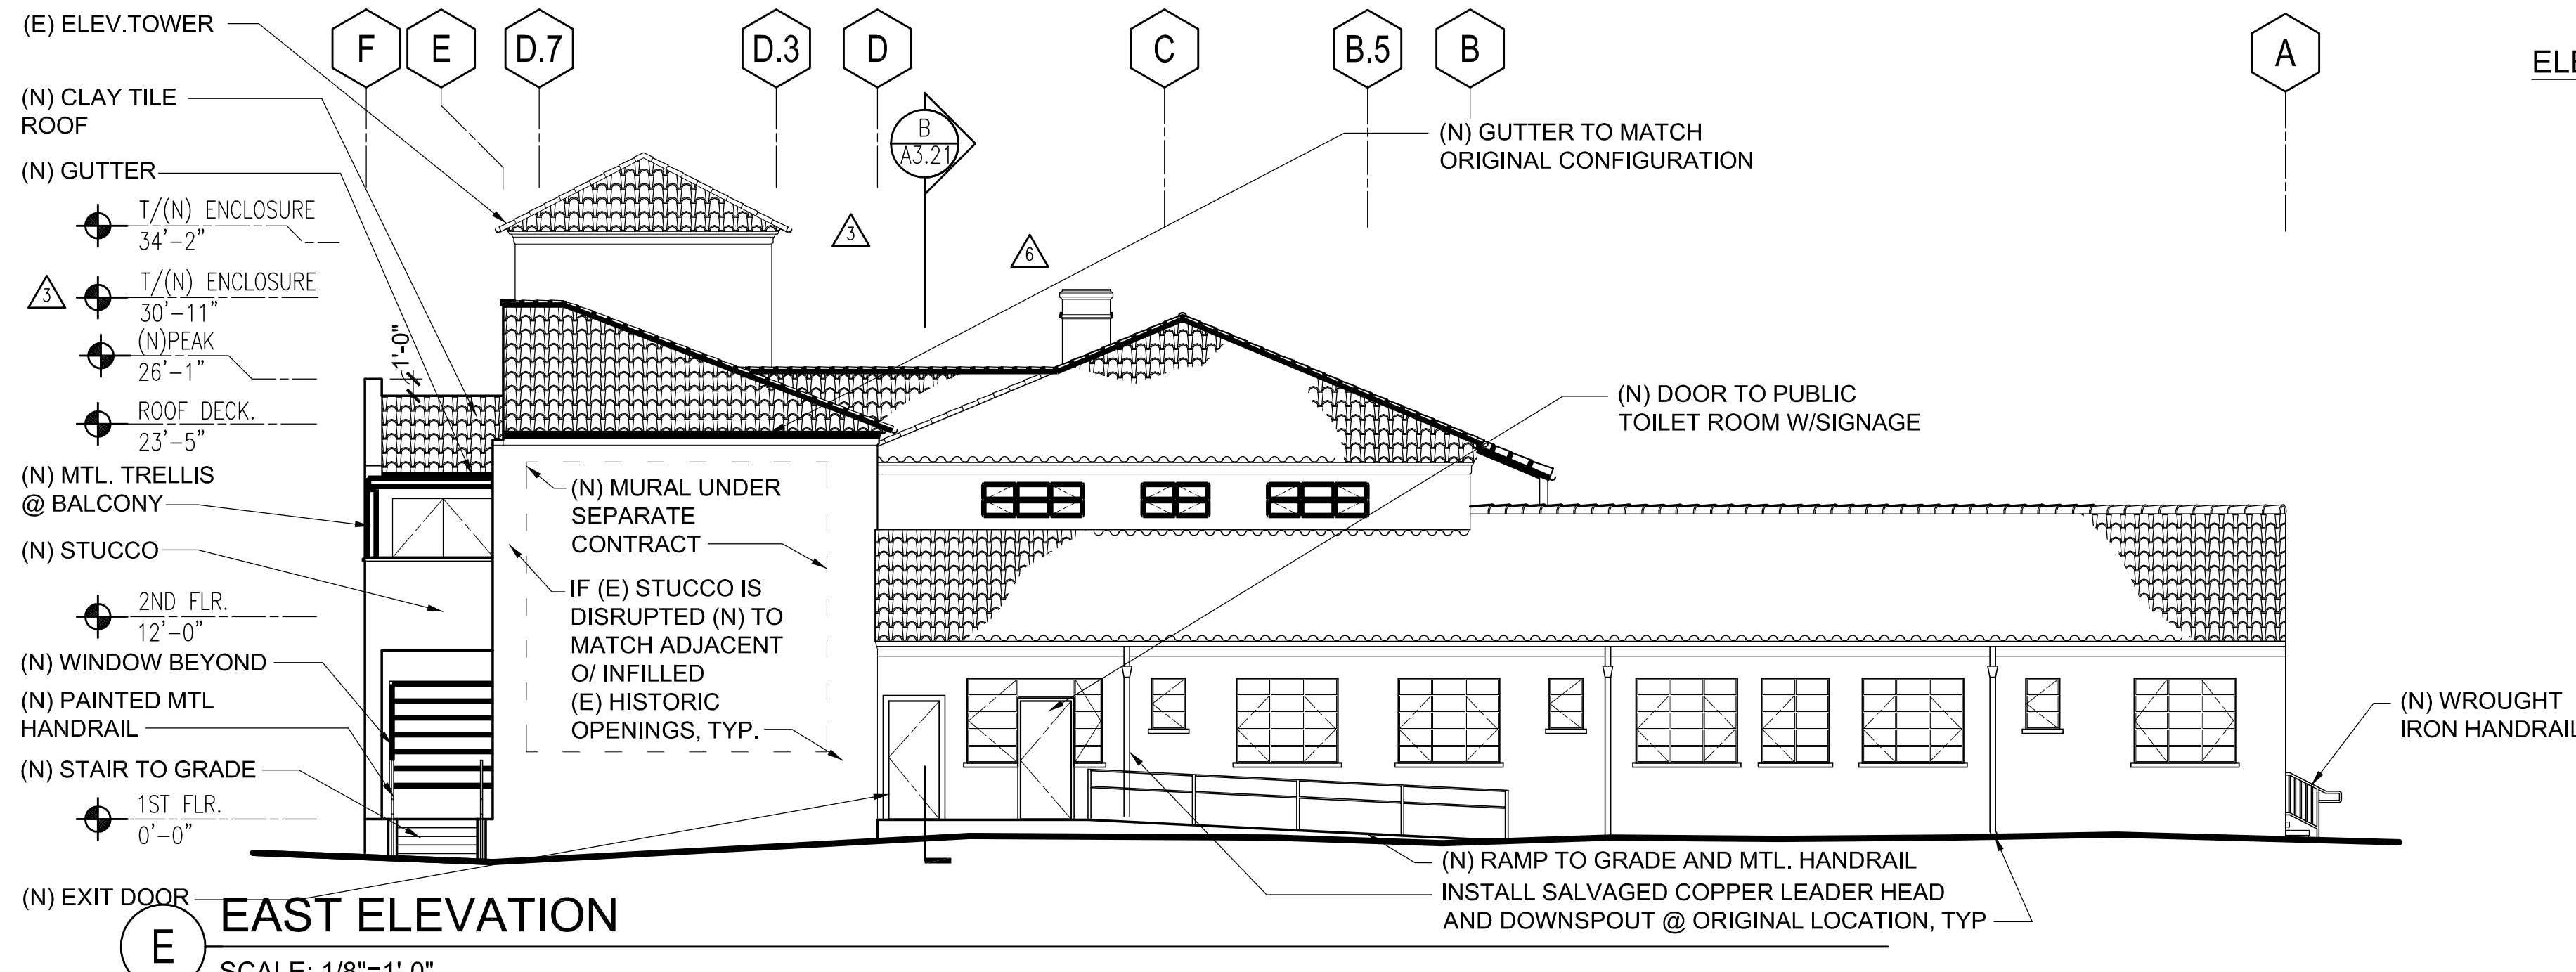 (E) ELEV.TOWER
F
E
D.7
D.3
D
C
B.5
B
A
(N) CLAY TILE
ROOF
(N) GUTTER
T/(N) ENCLOSURE
34'-2"
3
T/(N) ENCLOSURE
30'-11"
(N)PEAK
26'-1"
1'-0"
ROOF DECK.
23'-5"
(N) MTL. TRELLIS
@ BALCONY
(N) STUCCO
2ND FLR.
12'-0"
(N) WINDOW BEYOND
(N) PAINTED MTL
HANDRAIL
(N) STAIR TO GRADE
1ST FLR.
0'-0"
(N) EXIT DOOR
B
A3.21
3
6
(N) GUTTER TO MATCH
ORIGINAL CONFIGURATION
(N) DOOR TO PUBLIC
TOILET ROOM W/SIGNAGE
(N) MURAL UNDER
SEPARATE
CONTRACT
IF (E) STUCCO IS
DISRUPTED (N) TO
MATCH ADJACENT
O/ INFILLED
(E) HISTORIC
OPENINGS, TYP.
(N) WROUGHT
IRON HANDRAIL
(N) RAMP TO GRADE AND MTL. HANDRAIL
INSTALL SALVAGED COPPER LEADER HEAD
AND DOWNSPOUT @ ORIGINAL LOCATION, TYP
E
EAST ELEVATION
SCALE: 1/8"=1'-0"
ELE